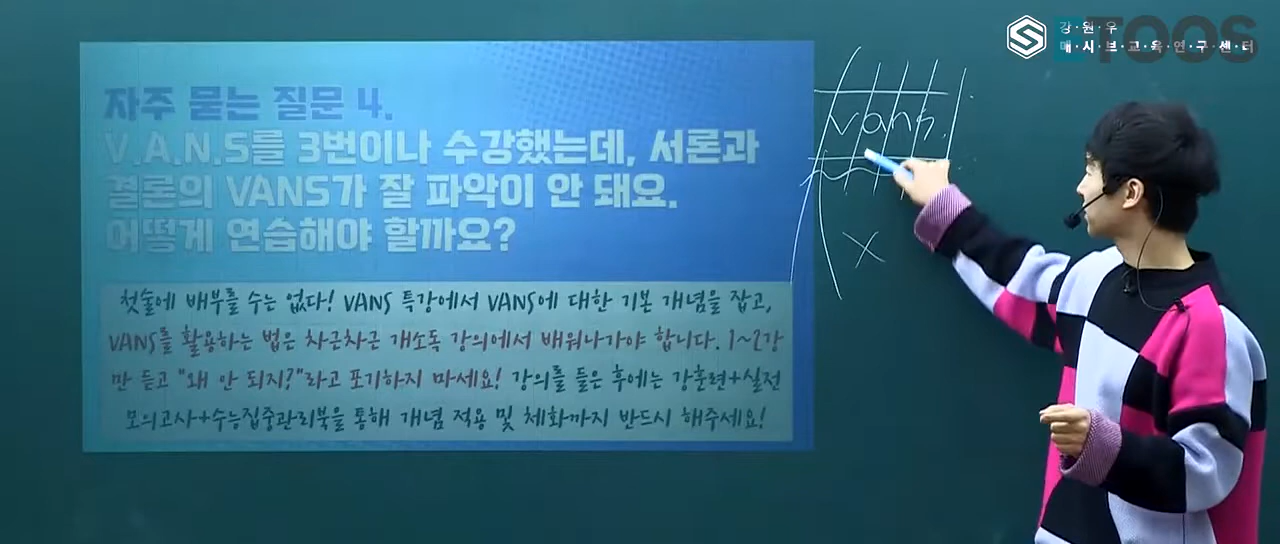 강·원·우
매·시·브·교·육·연·구·센·터
ETOOS
자주 묻는 질문 4.
V.A.N.S를 3번이나 수강했는데, 서론과
결론의 VANS가 잘 파악이 안 돼요.
어떻게 연습해야 할까요?
첫술에 배부를 수는 없다! VANS 특강에서 VANS에 대한 기본 개념을 잡고,
VANS를 활용하는 법은 차근차근 개소독 강의에서 배워나가야 합니다. 1~2강
만 듣고 "왜 안 되지?"라고 포기하지 마세요! 강의를 들은 후에는 강훈련+실전
모의고사+수능집중관리북을 통해 개념 적용 및 체화까지 반드시 해주세요!
vans.
X